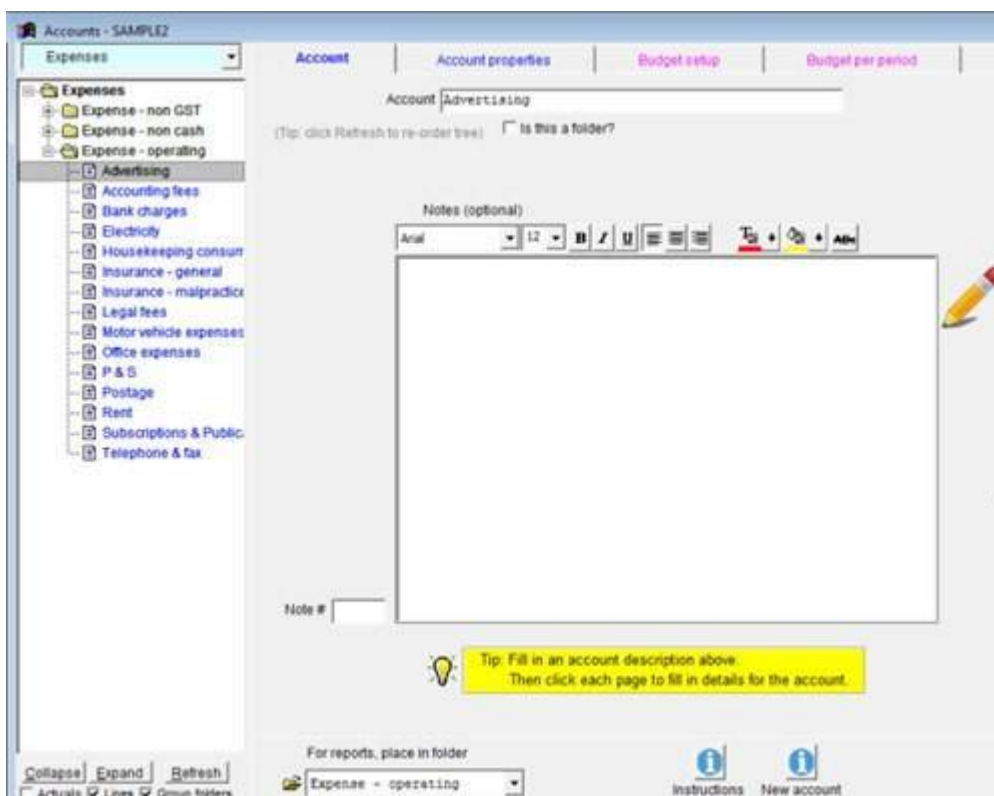 Accounts - SAMPLE2
Expenses
Account
Account properties
Budget setup
Budget per period
Expenses
Expense - non GST
Expense - non cash
Expense - operating
Advertising
Accounting fees
Bank charges
Electricity
Housekeeping consum
Insurance - general
Insurance - malpractice
Legal fees
Motor vehicle expenses
Office expenses
P & S
Postage
Rent
Subscriptions & Public
Telephone & fax
Account Advertising
(Tip: click Refresh to re-order tree) Is this a folder?
Notes (optional)
Arial 12 B I U ABC
Note #
Tip: Fill in an account description above.
Then click each page to fill in details for the account.
For reports, place in folder
Expense - operating
Instructions New account
Collapse Expand Refresh
Actuals Lines Group folders